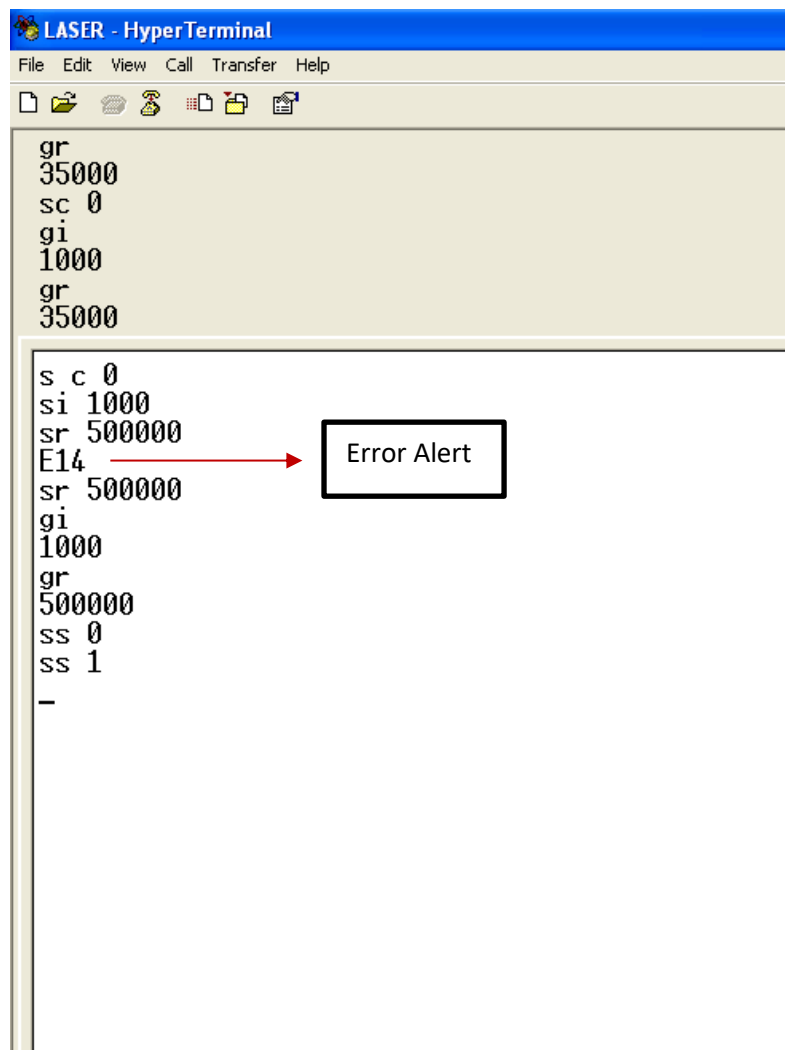 LASER - HyperTerminal
File Edit View Call Transfer Help
gr
35000
sc 0
gi
1000
gr
35000
s c 0
si 1000
sr 500000
E14
Error Alert
sr 500000
gi
1000
gr
500000
ss 0
ss 1
_